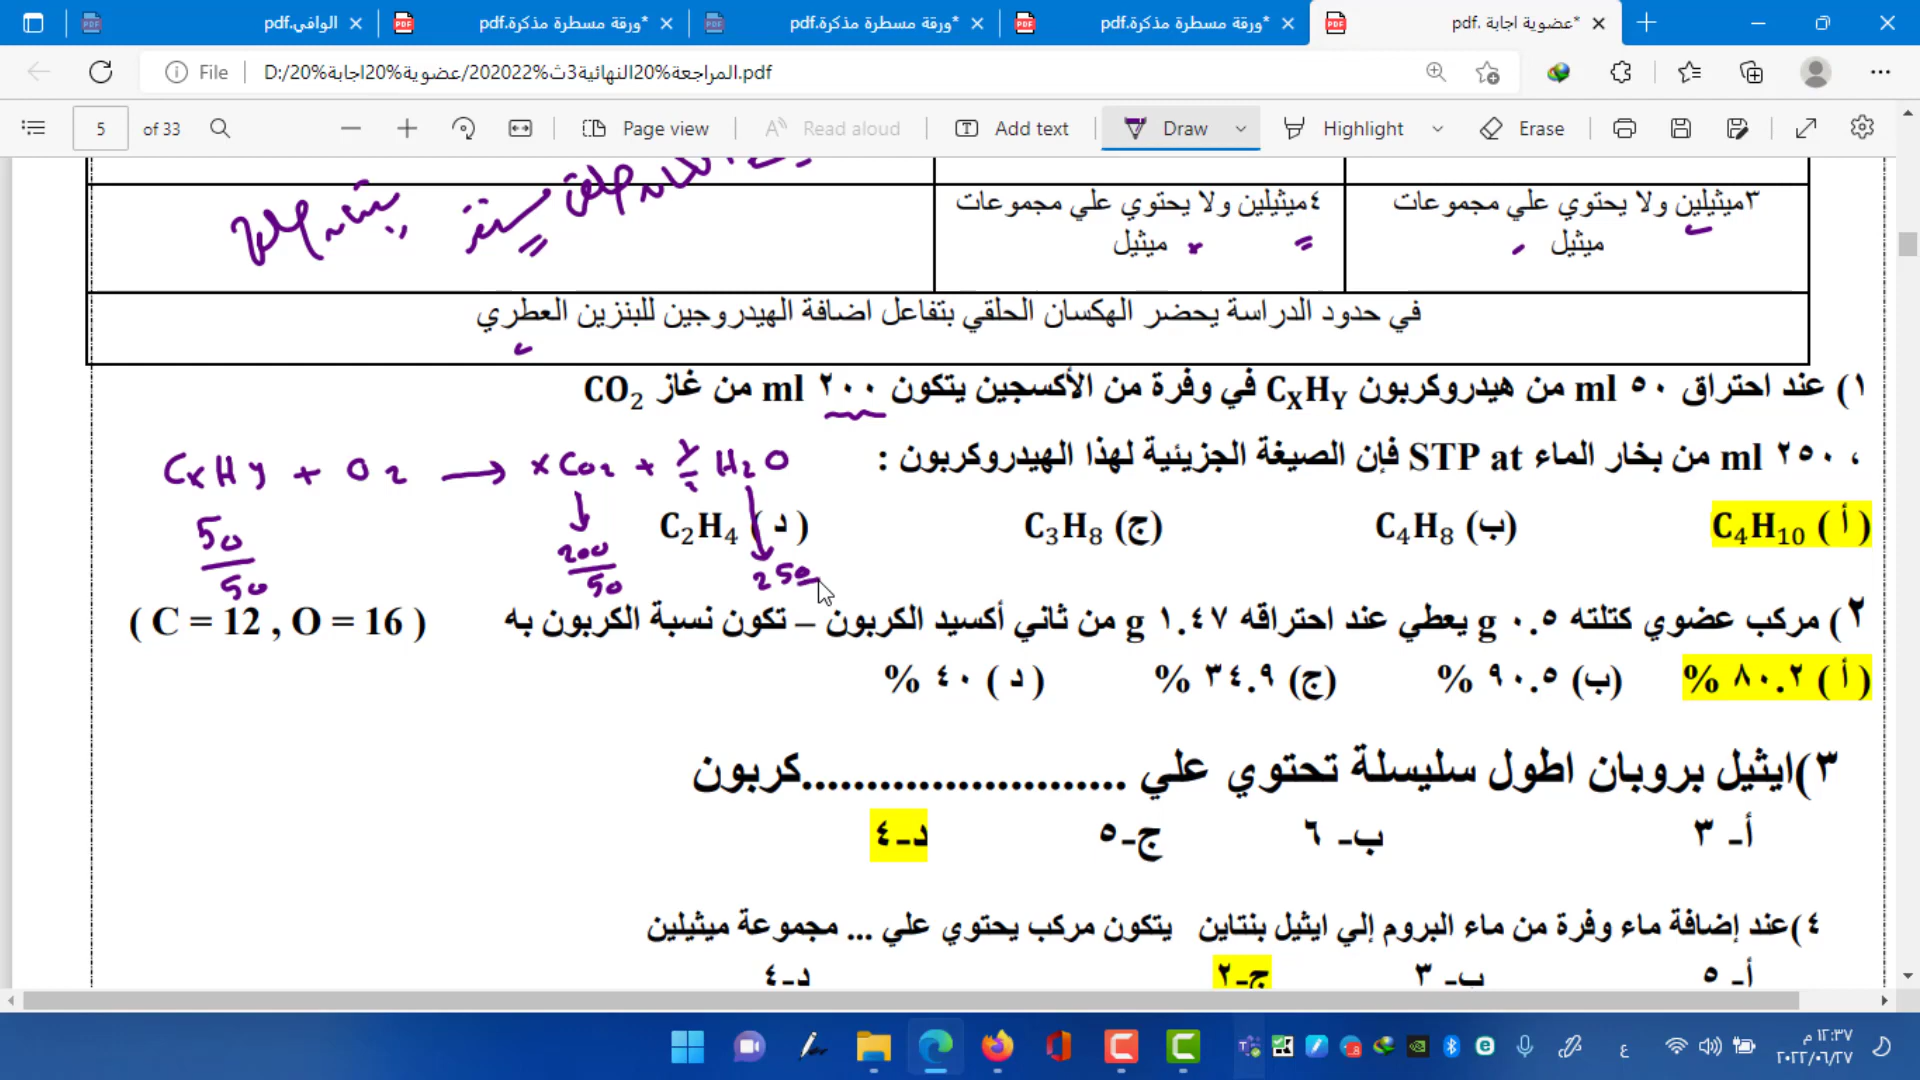 الوافي.pdf
*ورقة مسطرة مذكرة.pdf
*ورقة مسطرة مذكرة.pdf
*ورقة مسطرة مذكرة.pdf
*عضوية اجابة .pdf
File
D:/المراجعة%20النهائية3ث%202022/عضوية%20اجابة%20.pdf
5 of 33
Page view
Read aloud
Add text
Draw
Highlight
Erase
٣ميثيلين ولا يحتوي علي مجموعات ميثيل
٤ميثيلين ولا يحتوي علي مجموعات ميثيل
في حدود الدراسة يحضر الهكسان الحلقي بتفاعل اضافة الهيدروجين للبنزين العطري
١) عند احتراق ٥٠ ml من هيدروكربون CXHY في وفرة من الأكسجين يتكون ٢٠٠ ml من غاز CO2
، ٢٥٠ ml من بخار الماء STP at فإن الصيغة الجزيئية لهذا الهيدروكربون :
CxHy + O2 → xCo2 + y/2 H2O
( أ ) C4H10 (ب) C4H8 (ج) C3H8 ( د ) C2H4
50/50
200/50
250
٢) مركب عضوي كتلته ٠.٥ g يعطي عند احتراقه ١.٤٧ g من ثاني أكسيد الكربون – تكون نسبة الكربون به ( C = 12 , O = 16 )
( أ ) ٨٠.٢ % (ب) ٩٠.٥ % (ج) ٣٤.٩ % ( د ) ٤٠ %
٣)ايثيل بروبان اطول سليسلة تحتوي علي ........................كربون
أ- ٣ ب- ٦ ج-٥ د-٤
٤)عند إضافة ماء وفرة من ماء البروم إلي ايثيل بنتاين يتكون مركب يحتوي علي ... مجموعة ميثيلين
أ- ٥ ب- ٣ ج-٢ د-٤
ع
١٢:٣٧ م
٢٠٢٢/٠٦/٢٧